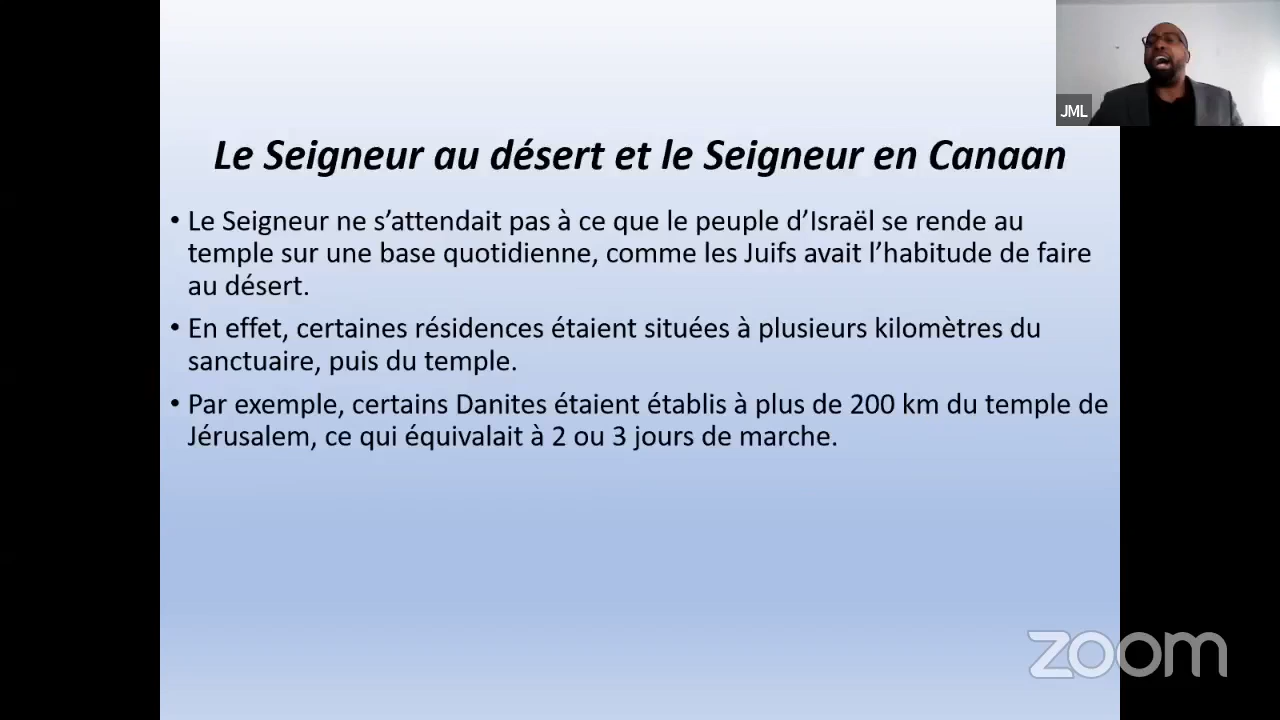 JML
Le Seigneur au désert et le Seigneur en Canaan
• Le Seigneur ne s’attendait pas à ce que le peuple d’Israël se rende au
temple sur une base quotidienne, comme les Juifs avait l’habitude de faire
au désert.
• En effet, certaines résidences étaient situées à plusieurs kilomètres du
sanctuaire, puis du temple.
• Par exemple, certains Danites étaient établis à plus de 200 km du temple de
Jérusalem, ce qui équivalait à 2 ou 3 jours de marche.
zoom